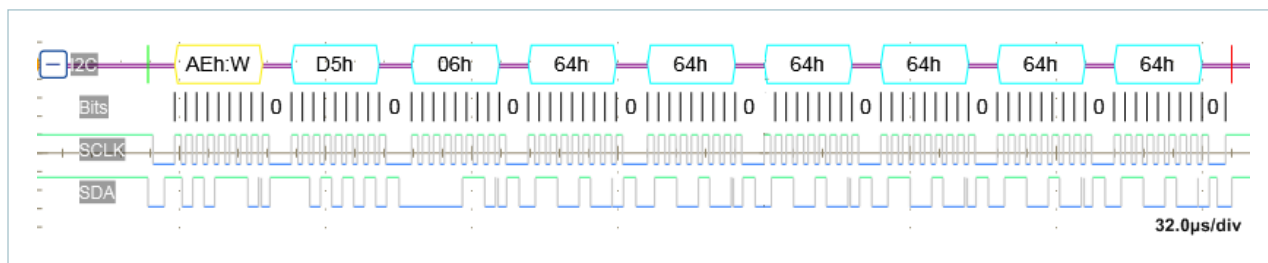 I2C AEh:W D5h 06h 64h 64h 64h 64h 64h 64h
Bits 0 0 0 0 0 0 0 0 0
SCLK
SDA
32.0µs/div